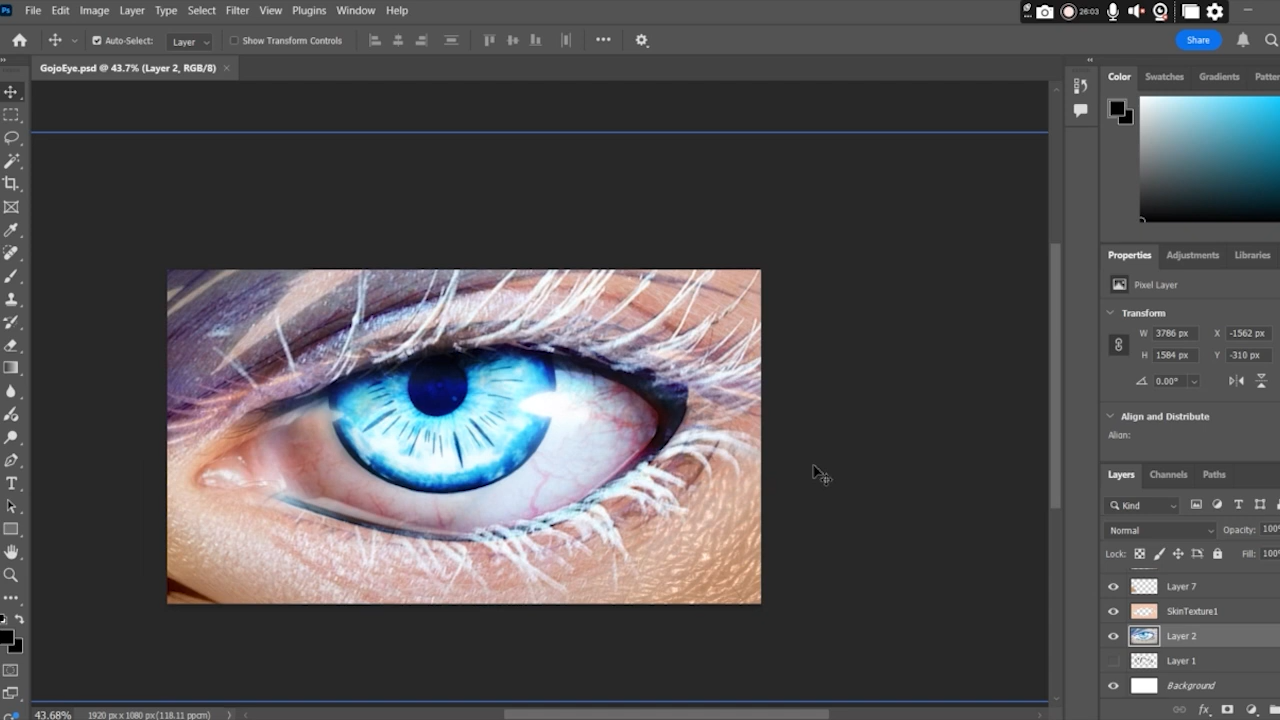 Ps File Edit Image Layer Type Select Filter View Plugins Window Help 26:03
Auto-Select: Layer Show Transform Controls ••• Share
GojoEye.psd @ 43.7% (Layer 2, RGB/8) ×
Color Swatches Gradients Patter
Properties Adjustments Libraries
Pixel Layer
Transform
W 3786 px X -1562 px
H 1584 px Y -310 px
0.00°
Align and Distribute
Align:
Layers Channels Paths
Kind
Normal Opacity: 100%
Lock: Fill: 100
Layer 7
SkinTexture1
Layer 2
Layer 1
Background
fx
43.68% 1920 px x 1080 px (118.11 ppcm)